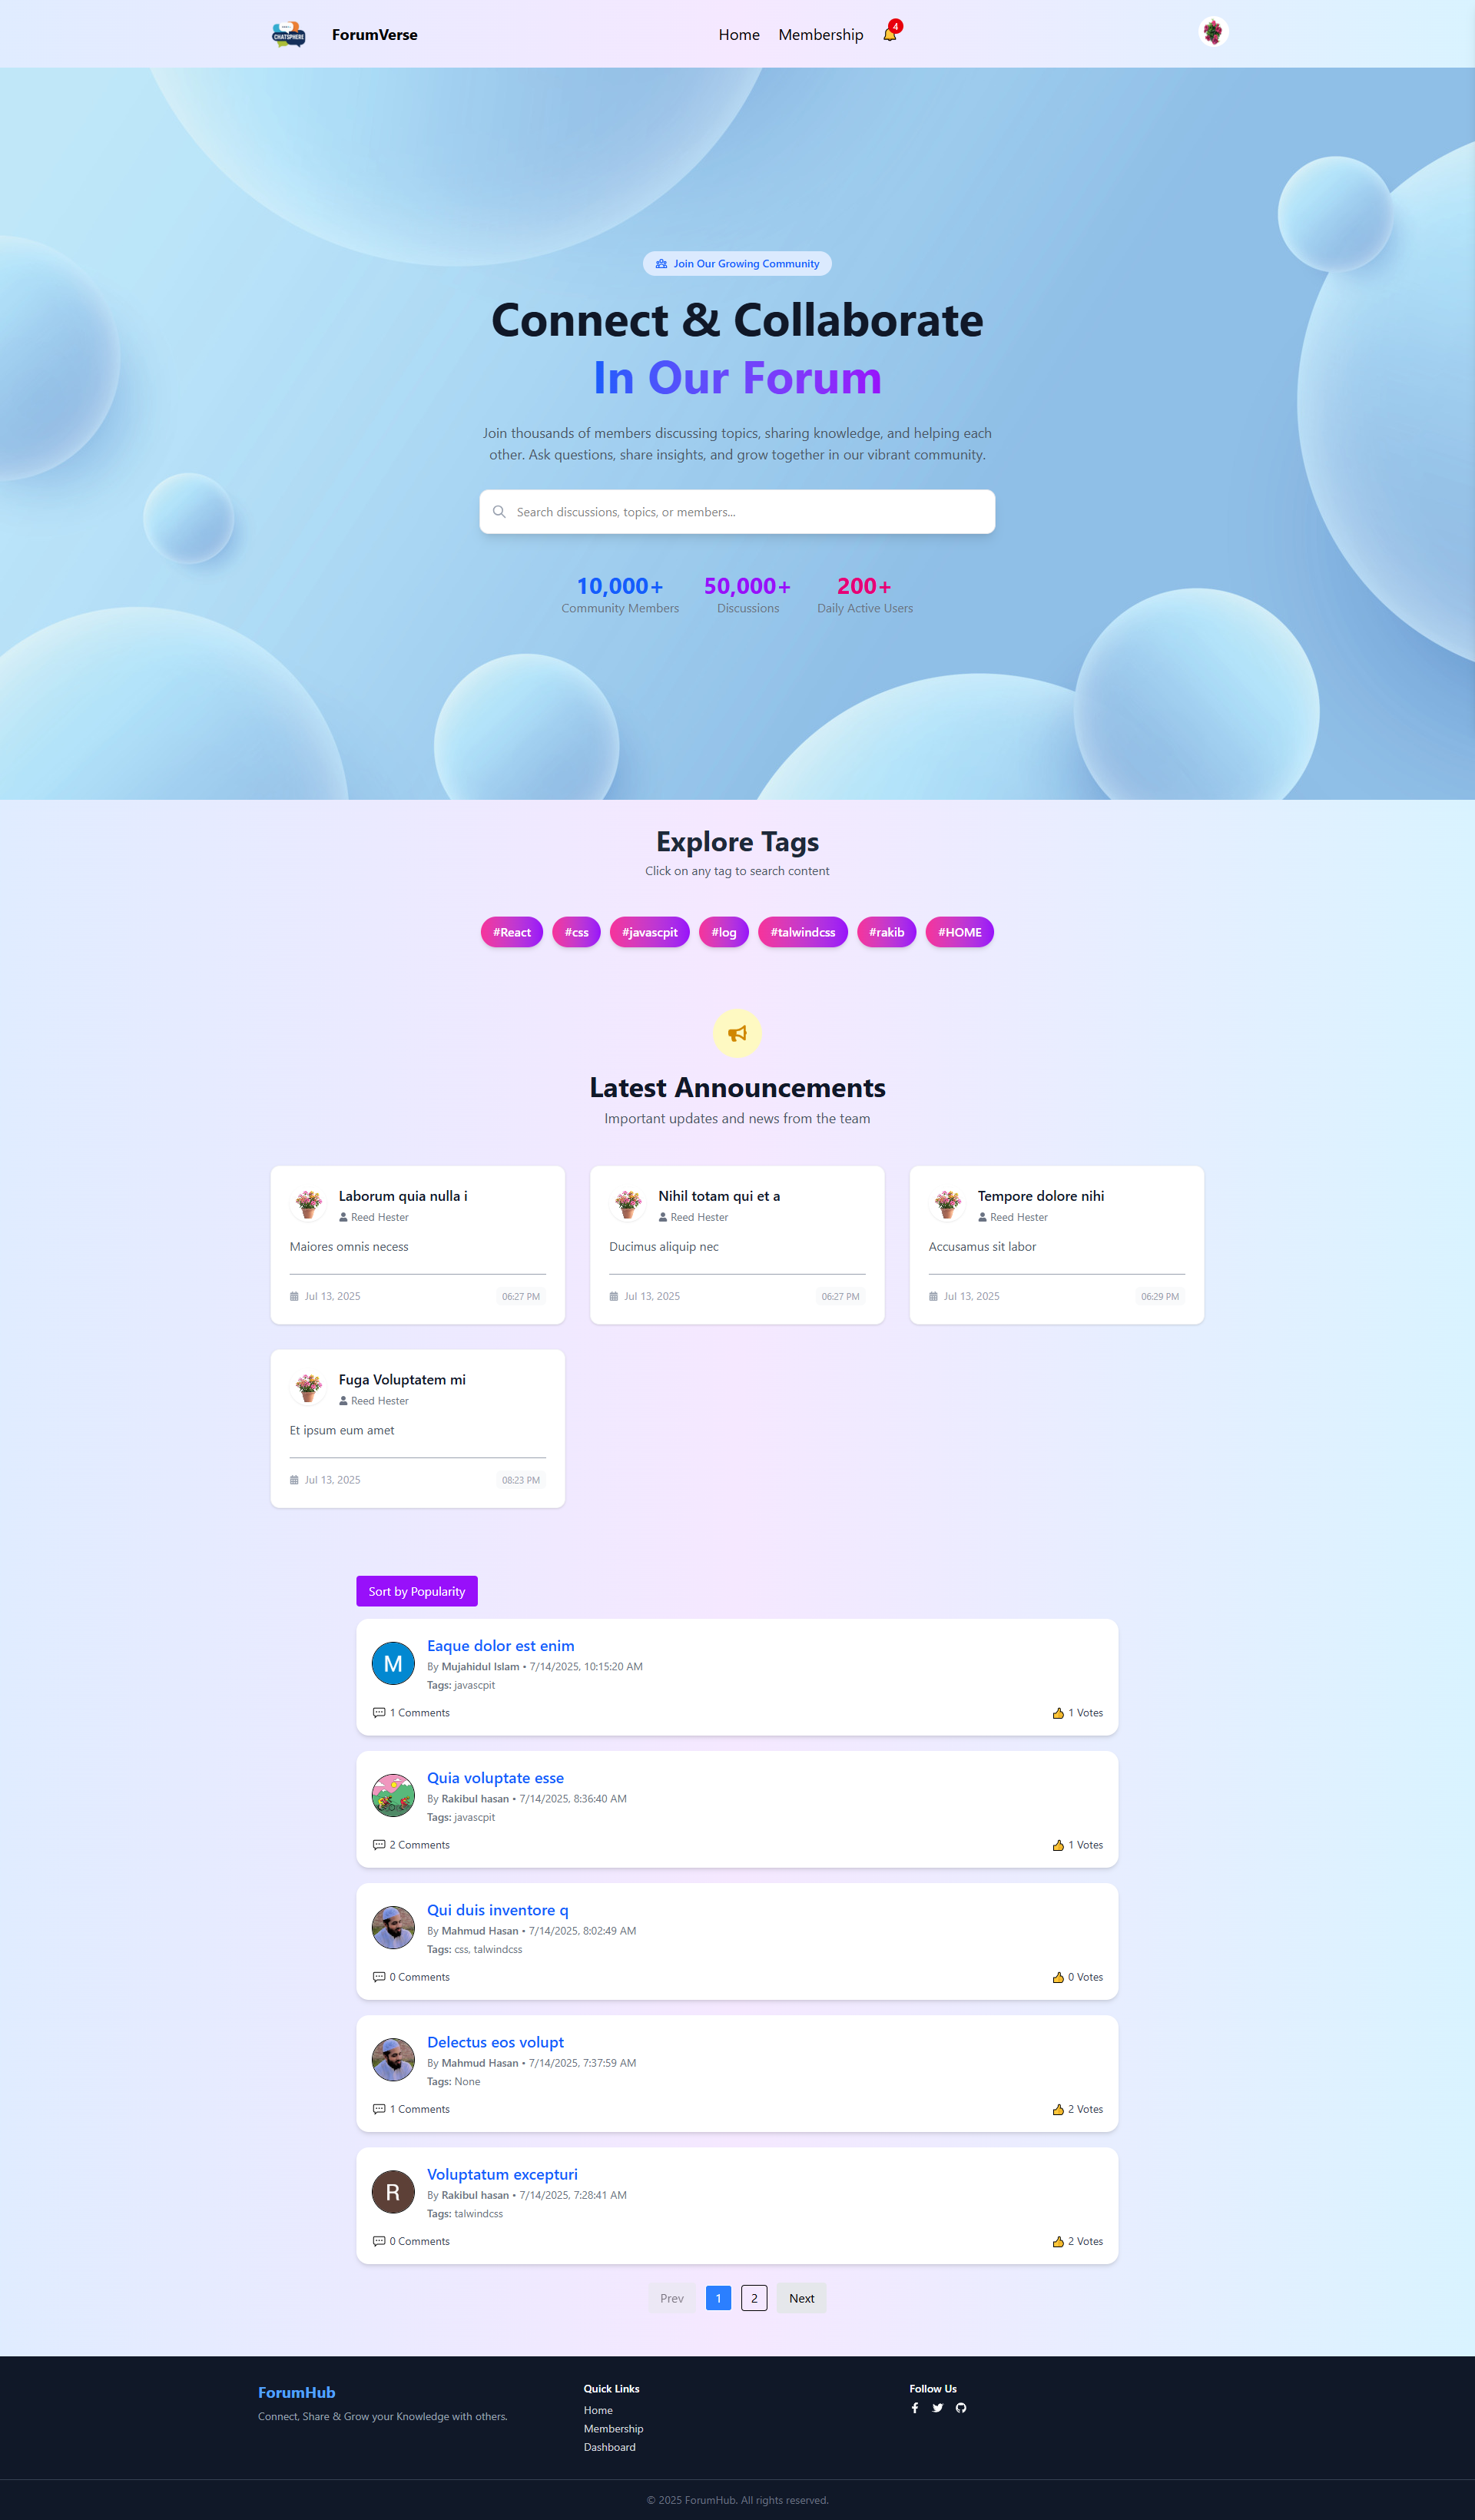 CHATSPHERE
ForumVerse
Home
Membership
4
Join Our Growing Community
Connect & Collaborate
In Our Forum
Join thousands of members discussing topics, sharing knowledge, and helping each
other. Ask questions, share insights, and grow together in our vibrant community.
Search discussions, topics, or members...
10,000+
Community Members
50,000+
Discussions
200+
Daily Active Users
Explore Tags
Click on any tag to search content
#React
#css
#javascpit
#log
#talwindcss
#rakib
#HOME
Latest Announcements
Important updates and news from the team
Laborum quia nulla i
Reed Hester
Maiores omnis necess
Jul 13, 2025
06:27 PM
Nihil totam qui et a
Reed Hester
Ducimus aliquip nec
Jul 13, 2025
06:27 PM
Tempore dolore nihi
Reed Hester
Accusamus sit labor
Jul 13, 2025
06:29 PM
Fuga Voluptatem mi
Reed Hester
Et ipsum eum amet
Jul 13, 2025
08:23 PM
Sort by Popularity
M
Eaque dolor est enim
By Mujahidul Islam • 7/14/2025, 10:15:20 AM
Tags: javascpit
1 Comments
1 Votes
Quia voluptate esse
By Rakibul hasan • 7/14/2025, 8:36:40 AM
Tags: javascpit
2 Comments
1 Votes
Qui duis inventore q
By Mahmud Hasan • 7/14/2025, 8:02:49 AM
Tags: css, talwindcss
0 Comments
0 Votes
Delectus eos volupt
By Mahmud Hasan • 7/14/2025, 7:37:59 AM
Tags: None
1 Comments
2 Votes
R
Voluptatum excepturi
By Rakibul hasan • 7/14/2025, 7:28:41 AM
Tags: talwindcss
0 Comments
2 Votes
Prev
1
2
Next
ForumHub
Connect, Share & Grow your Knowledge with others.
Quick Links
Home
Membership
Dashboard
Follow Us
© 2025 ForumHub. All rights reserved.